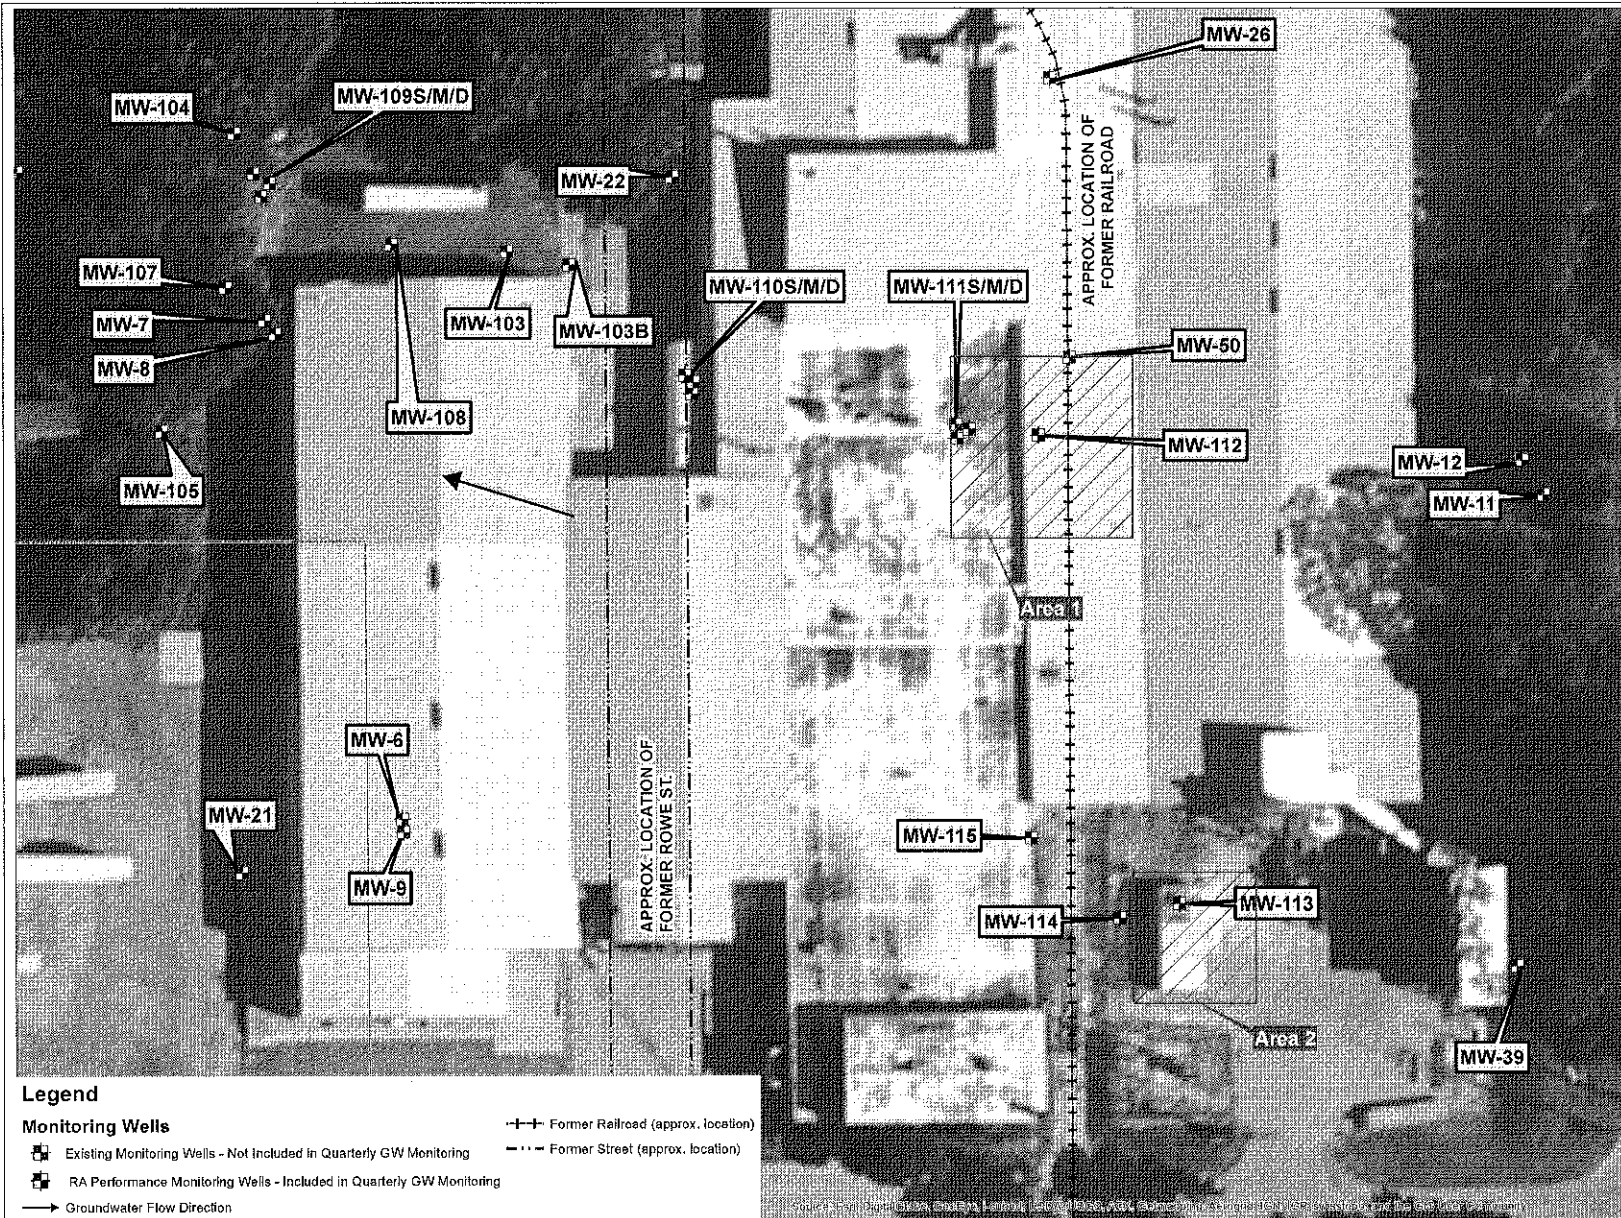 MW-26
MW-109S/M/D
MW-104
APPROX. LOCATION OF
FORMER RAILROAD
MW-22
MW-107
MW-110S/M/D
MW-111S/M/D
MW-7
MW-103
MW-103B
MW-50
MW-8
MW-108
MW-112
MW-12
MW-105
MW-11
Area 1
MW-6
APPROX. LOCATION OF
FORMER ROWE ST.
MW-21
MW-115
MW-9
MW-113
MW-114
Area 2
MW-39
Legend
Monitoring Wells
Existing Monitoring Wells - Not Included in Quarterly GW Monitoring
RA Performance Monitoring Wells - Included in Quarterly GW Monitoring
Groundwater Flow Direction
Former Railroad (approx. location)
Former Street (approx. location)